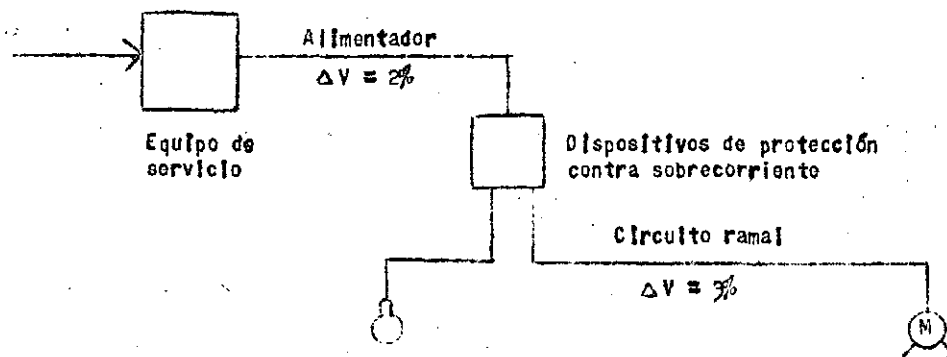 Alimentador
ΔV = 2%
Equipo de
servicio
Dispositivos de protección
contra sobrecorriente
Circuito ramal
ΔV = 3%
M